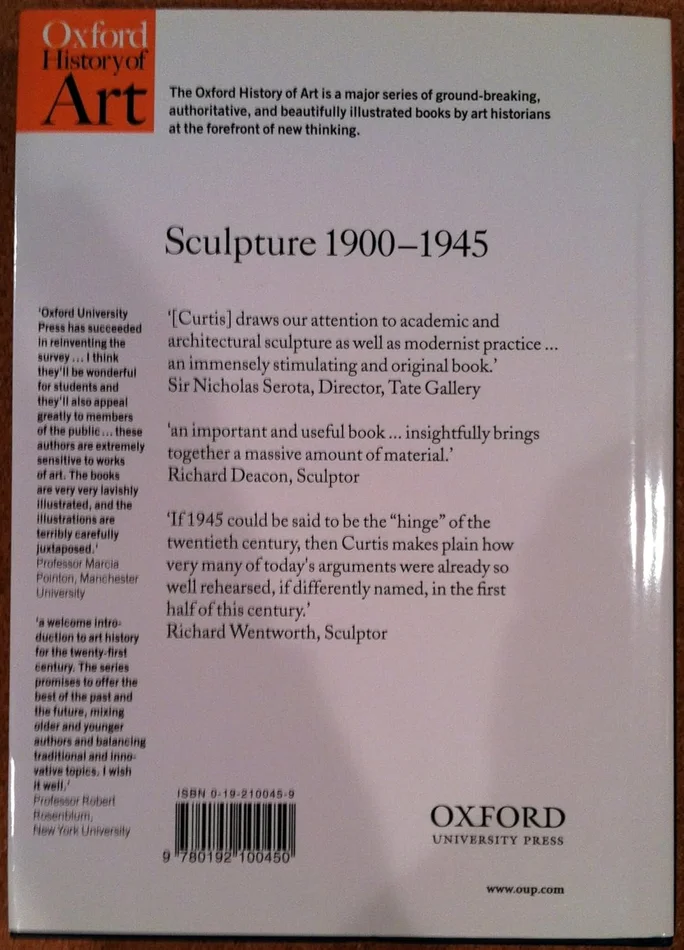 Oxford
History of
Art
The Oxford History of Art is a major series of ground-breaking,
authoritative, and beautifully illustrated books by art historians
at the forefront of new thinking.
Sculpture 1900–1945
'[Curtis] draws our attention to academic and
architectural sculpture as well as modernist practice ...
an immensely stimulating and original book.'
Sir Nicholas Serota, Director, Tate Gallery
'an important and useful book ... insightfully brings
together a massive amount of material.'
Richard Deacon, Sculptor
'If 1945 could be said to be the “hinge” of the
twentieth century, then Curtis makes plain how
very many of today's arguments were already so
well rehearsed, if differently named, in the first
half of this century.'
Richard Wentworth, Sculptor
'Oxford University
Press has succeeded
in reinventing the
survey ... I think
they'll be wonderful
for students and
they'll also appeal
greatly to members
of the public ... these
authors are extremely
sensitive to works
of art. The books
are very very lavishly
illustrated, and the
illustrations are
terribly carefully
juxtaposed.'
Professor Marcia
Pointon, Manchester
University
'a welcome intro-
duction to art history
for the twenty-first
century. The series
promises to offer the
best of the past and
the future, mixing
older and younger
authors and balancing
traditional and inno-
vative topics. I wish
it well.'
Professor Robert
Rosenblum,
New York University
ISBN 0-19-210045-9
9 780192 100450
OXFORD
UNIVERSITY PRESS
www.oup.com